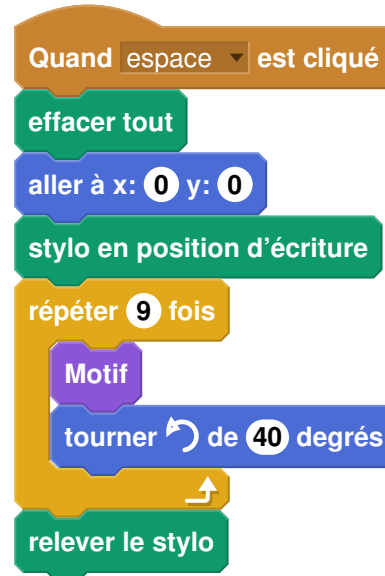 Quand espace est cliqué
effacer tout
aller à x: 0 y: 0
stylo en position d’écriture
répéter 9 fois
Motif
tourner de 40 degrés
relever le stylo